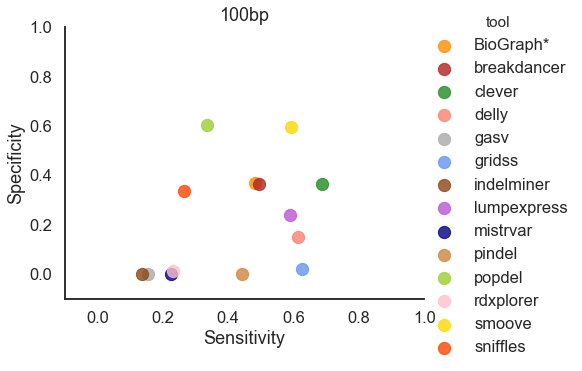 100bp
1.0
0.8
0.6
0.4
0.2
0.0
Specificity
0.0 0.2 0.4 0.6 0.8 1.0
Sensitivity
tool
BioGraph*
breakdancer
clever
delly
gasv
gridss
indelminer
lumpexpress
mistrvar
pindel
popdel
rdxplorer
smoove
sniffles